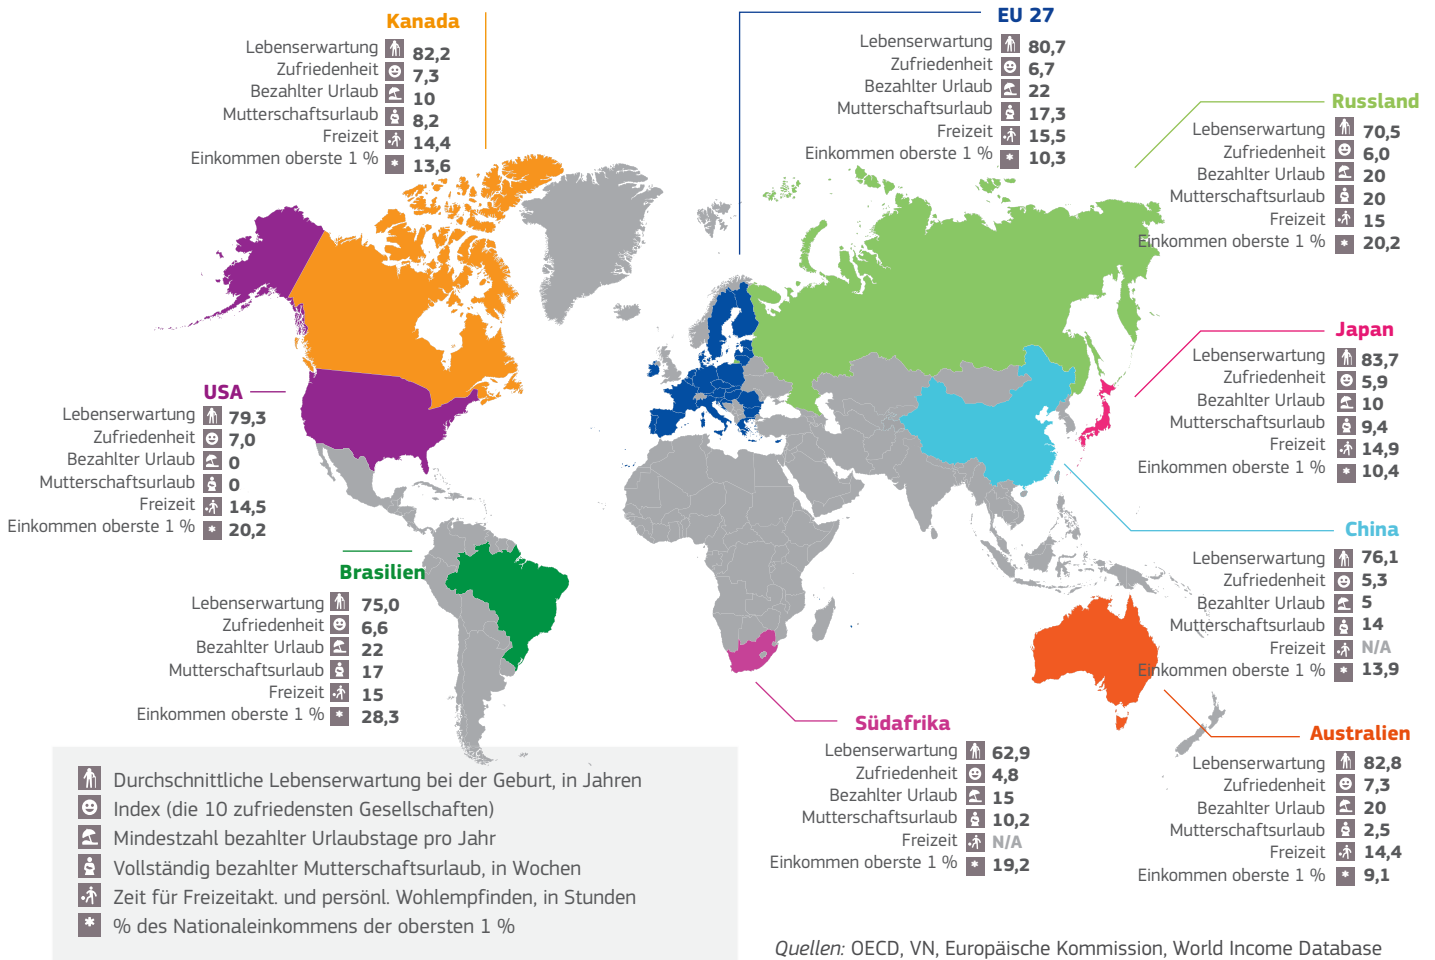 Kanada
Lebenserwartung 82,2
Zufriedenheit 7,3
Bezahlter Urlaub 10
Mutterschaftsurlaub 8,2
Freizeit 14,4
Einkommen oberste 1 % * 13,6
EU 27
Lebenserwartung 80,7
Zufriedenheit 6,7
Bezahlter Urlaub 22
Mutterschaftsurlaub 17,3
Freizeit 15,5
Einkommen oberste 1 % * 10,3
Russland
Lebenserwartung 70,5
Zufriedenheit 6,0
Bezahlter Urlaub 20
Mutterschaftsurlaub 20
Freizeit 15
Einkommen oberste 1 % * 20,2
Japan
Lebenserwartung 83,7
Zufriedenheit 5,9
Bezahlter Urlaub 10
Mutterschaftsurlaub 9,4
Freizeit 14,9
Einkommen oberste 1 % * 10,4
USA
Lebenserwartung 79,3
Zufriedenheit 7,0
Bezahlter Urlaub 0
Mutterschaftsurlaub 0
Freizeit 14,5
Einkommen oberste 1 % * 20,2
China
Lebenserwartung 76,1
Zufriedenheit 5,3
Bezahlter Urlaub 5
Mutterschaftsurlaub 14
Freizeit N/A
Einkommen oberste 1 % * 13,9
Brasilien
Lebenserwartung 75,0
Zufriedenheit 6,6
Bezahlter Urlaub 22
Mutterschaftsurlaub 17
Freizeit 15
Einkommen oberste 1 % * 28,3
Südafrika
Lebenserwartung 62,9
Zufriedenheit 4,8
Bezahlter Urlaub 15
Mutterschaftsurlaub 10,2
Freizeit N/A
Einkommen oberste 1 % * 19,2
Australien
Lebenserwartung 82,8
Zufriedenheit 7,3
Bezahlter Urlaub 20
Mutterschaftsurlaub 2,5
Freizeit 14,4
Einkommen oberste 1 % * 9,1
Durchschnittliche Lebenserwartung bei der Geburt, in Jahren
Index (die 10 zufriedensten Gesellschaften)
Mindestzahl bezahlter Urlaubstage pro Jahr
Vollständig bezahlter Mutterschaftsurlaub, in Wochen
Zeit für Freizeitakt. und persönl. Wohlempfinden, in Stunden
* % des Nationaleinkommens der obersten 1 %
Quellen: OECD, VN, Europäische Kommission, World Income Database